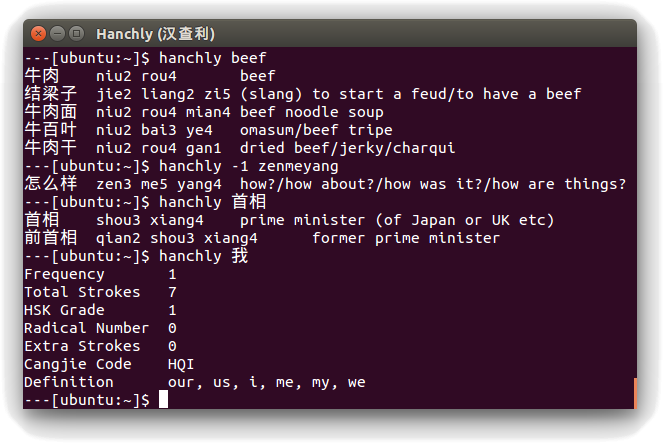 Hanchly (汉查利)
---[ubuntu:~]$ hanchly beef
牛肉 niu2 rou4 beef
结梁子 jie2 liang2 zi5 (slang) to start a feud/to have a beef
牛肉面 niu2 rou4 mian4 beef noodle soup
牛百叶 niu2 bai3 ye4 omasum/beef tripe
牛肉干 niu2 rou4 gan1 dried beef/jerky/charqui
---[ubuntu:~]$ hanchly -1 zenmeyang
怎么样 zen3 me5 yang4 how?/how about?/how was it?/how are things?
---[ubuntu:~]$ hanchly 首相
首相 shou3 xiang4 prime minister (of Japan or UK etc)
前首相 qian2 shou3 xiang4 former prime minister
---[ubuntu:~]$ hanchly 我
Frequency 1
Total Strokes 7
HSK Grade 1
Radical Number 0
Extra Strokes 0
Cangjie Code HQI
Definition our, us, i, me, my, we
---[ubuntu:~]$